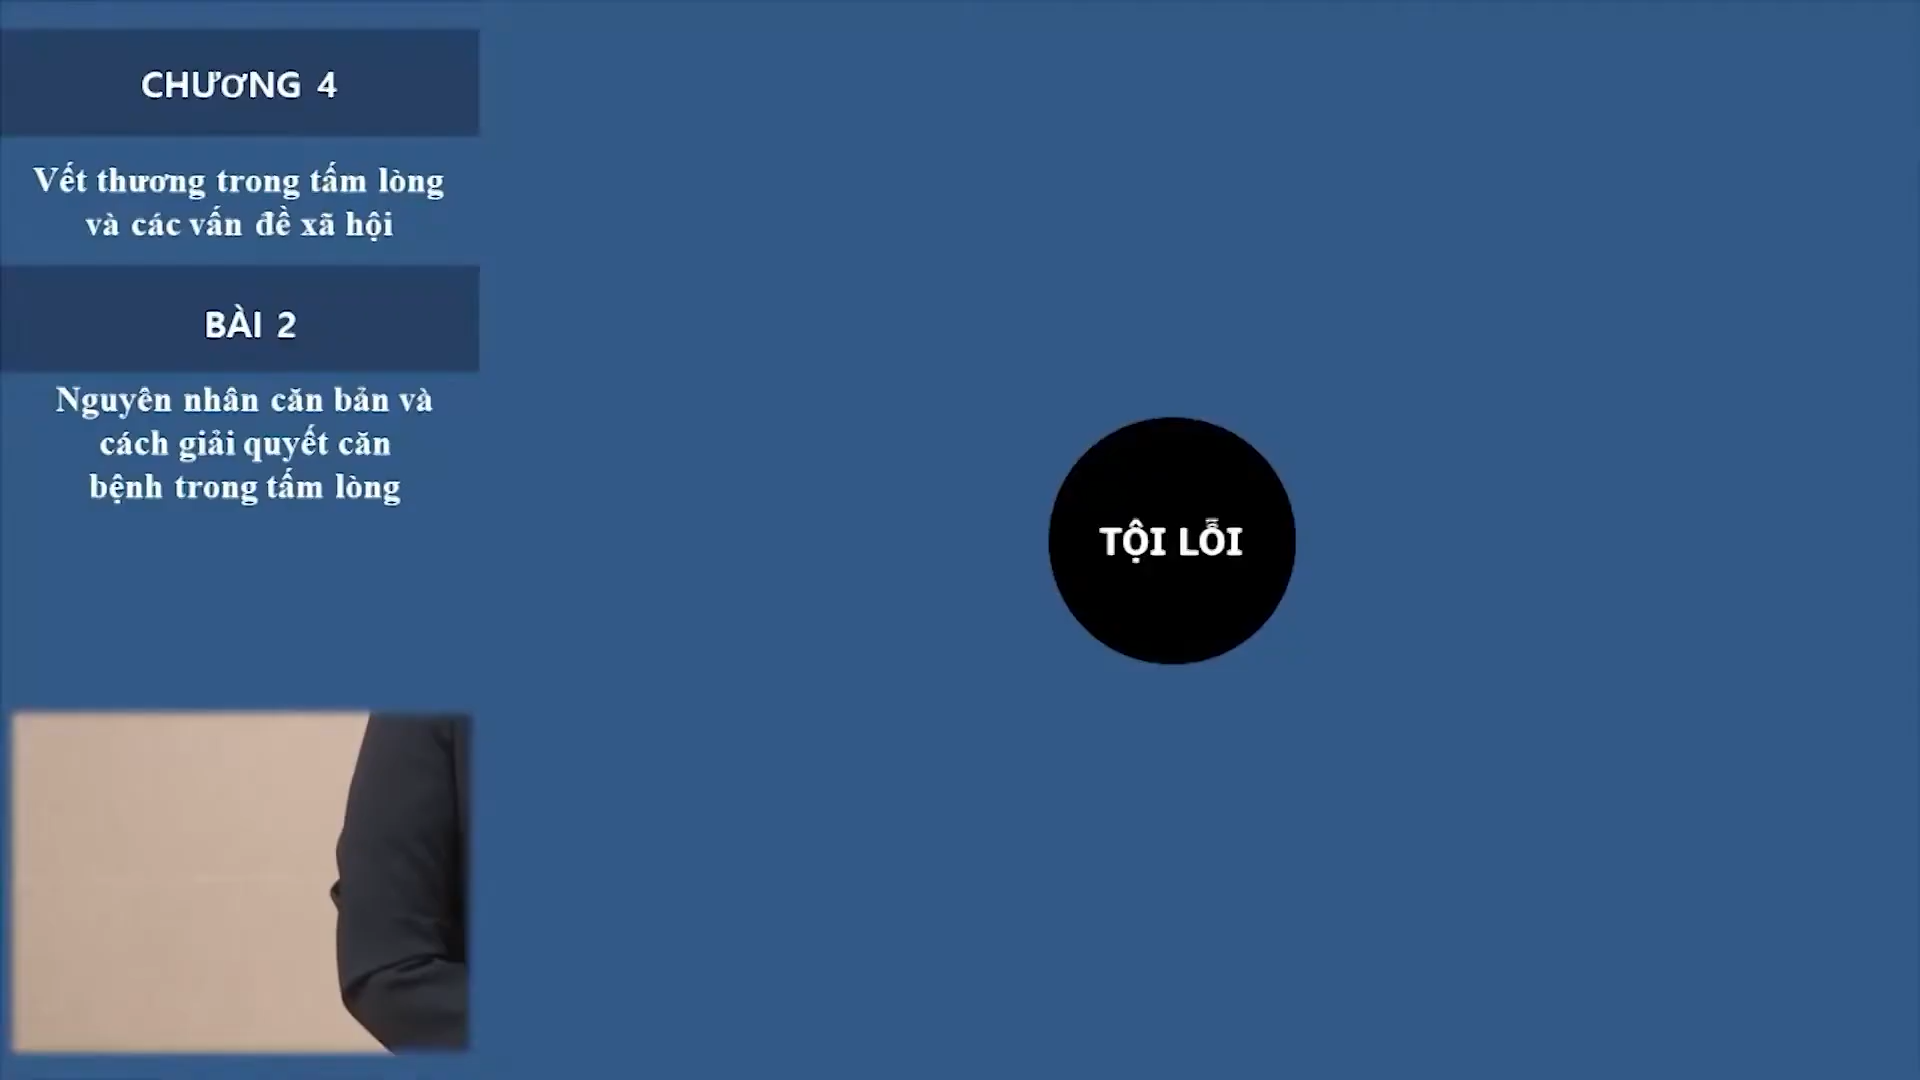 CHƯƠNG 4
Vết thương trong tấm lòng
và các vấn đề xã hội
BÀI 2
Nguyên nhân căn bản và
cách giải quyết căn
bệnh trong tấm lòng
TỘI LỖI